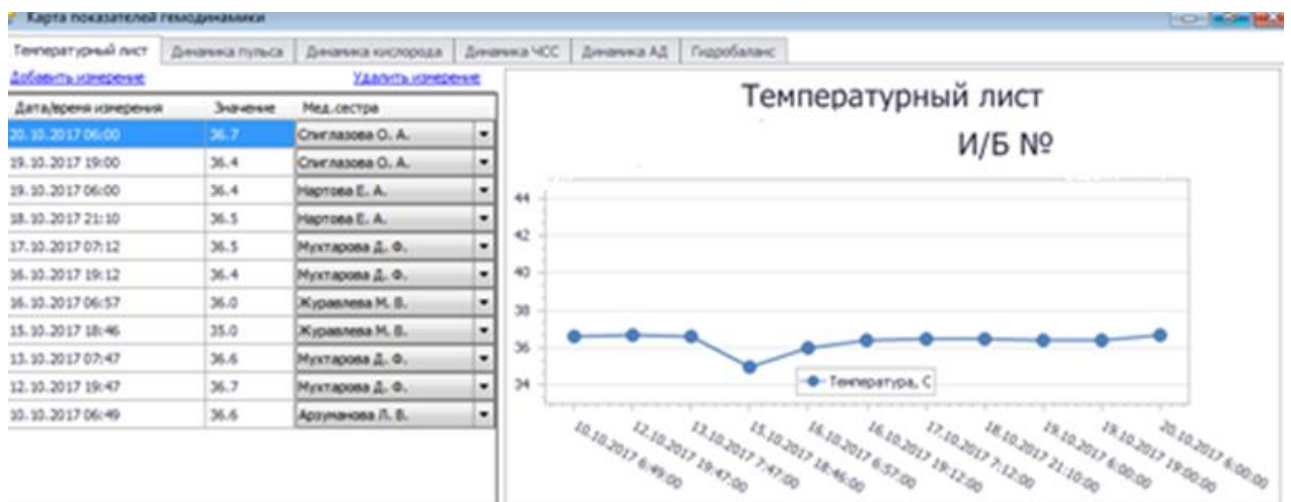 Карта показателей гемодинамики
Температурный лист Динамика пульса Динамика кислорода Динамика ЧСС Динамика АД Гидробаланс
Добавить измерение Удалить измерение
Дата/время измерения Значение Мед.сестра
20.10.2017 06:00 36.7 Спиглазова О. А.
19.10.2017 19:00 36.4 Спиглазова О. А.
19.10.2017 06:00 36.4 Нартова Е. А.
18.10.2017 21:10 36.5 Нартова Е. А.
17.10.2017 07:12 36.5 Мухтарова Д. Ф.
16.10.2017 19:12 36.4 Мухтарова Д. Ф.
16.10.2017 06:57 36.0 Журавлева М. В.
15.10.2017 18:46 35.0 Журавлева М. В.
13.10.2017 07:47 36.6 Мухтарова Д. Ф.
12.10.2017 19:47 36.7 Мухтарова Д. Ф.
10.10.2017 06:49 36.6 Арзуманова Л. В.
Температурный лист
И/Б №
44
42
40
38
36
34
Температура, С
10.10.2017 6:49:00
12.10.2017 19:47:00
13.10.2017 7:47:00
15.10.2017 18:46:00
16.10.2017 6:57:00
16.10.2017 19:12:00
17.10.2017 7:12:00
18.10.2017 21:10:00
19.10.2017 6:00:00
19.10.2017 19:00:00
20.10.2017 6:00:00